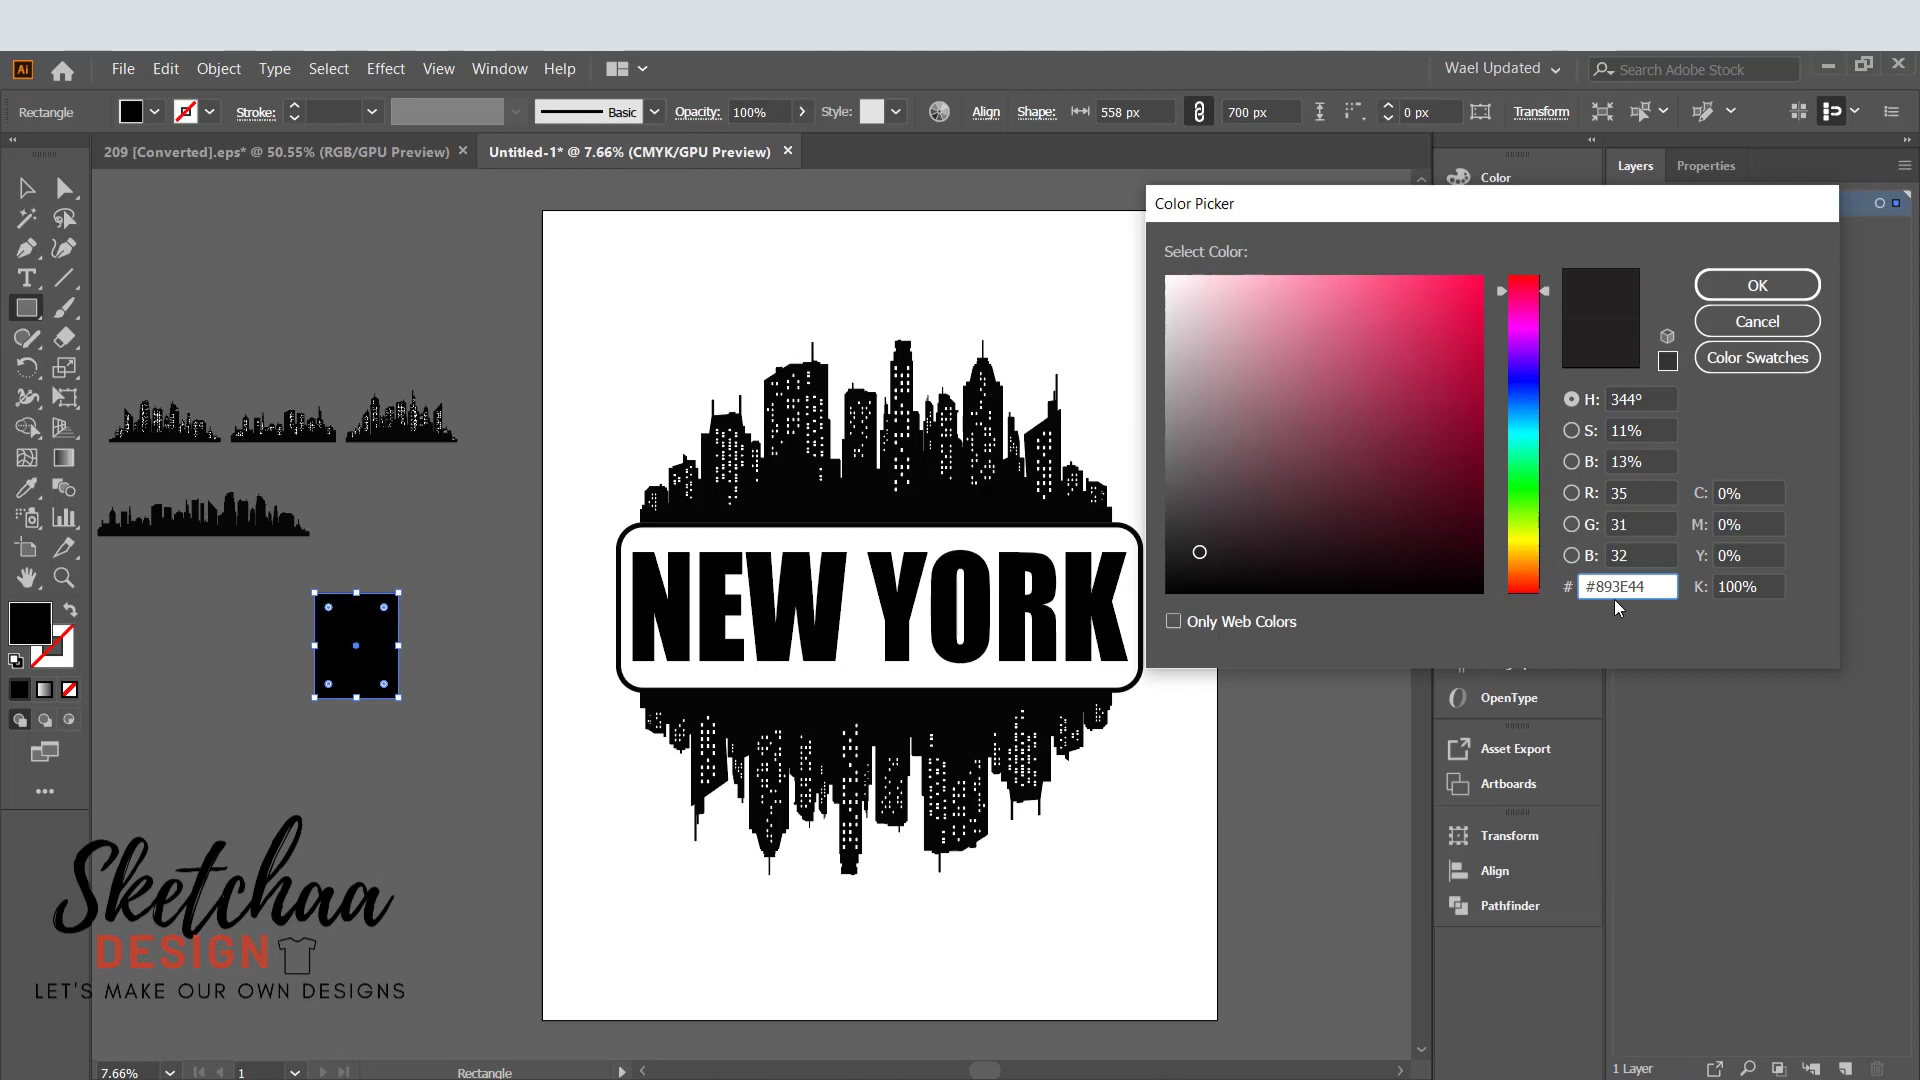 Ai File Edit Object Type Select Effect View Window Help Wael Updated Search Adobe Stock
Rectangle Stroke: Basic Opacity: 100% Style: Align Shape: 558 px 700 px 0 px Transform
209 [Converted].eps* @ 50.55% (RGB/GPU Preview) Untitled-1* @ 7.66% (CMYK/GPU Preview)
Color Layers Properties
Color Picker
Select Color:
OK
Cancel
Color Swatches
H: 344º
S: 11%
B: 13%
R: 35 C: 0%
G: 31 M: 0%
B: 32 Y: 0%
# #893E44 K: 100%
Only Web Colors
NEW YORK
OpenType
Asset Export
Artboards
Transform
Align
Pathfinder
Sketchaa
DESIGN
LET'S MAKE OUR OWN DESIGNS
7.66% 1 Rectangle 1 Layer